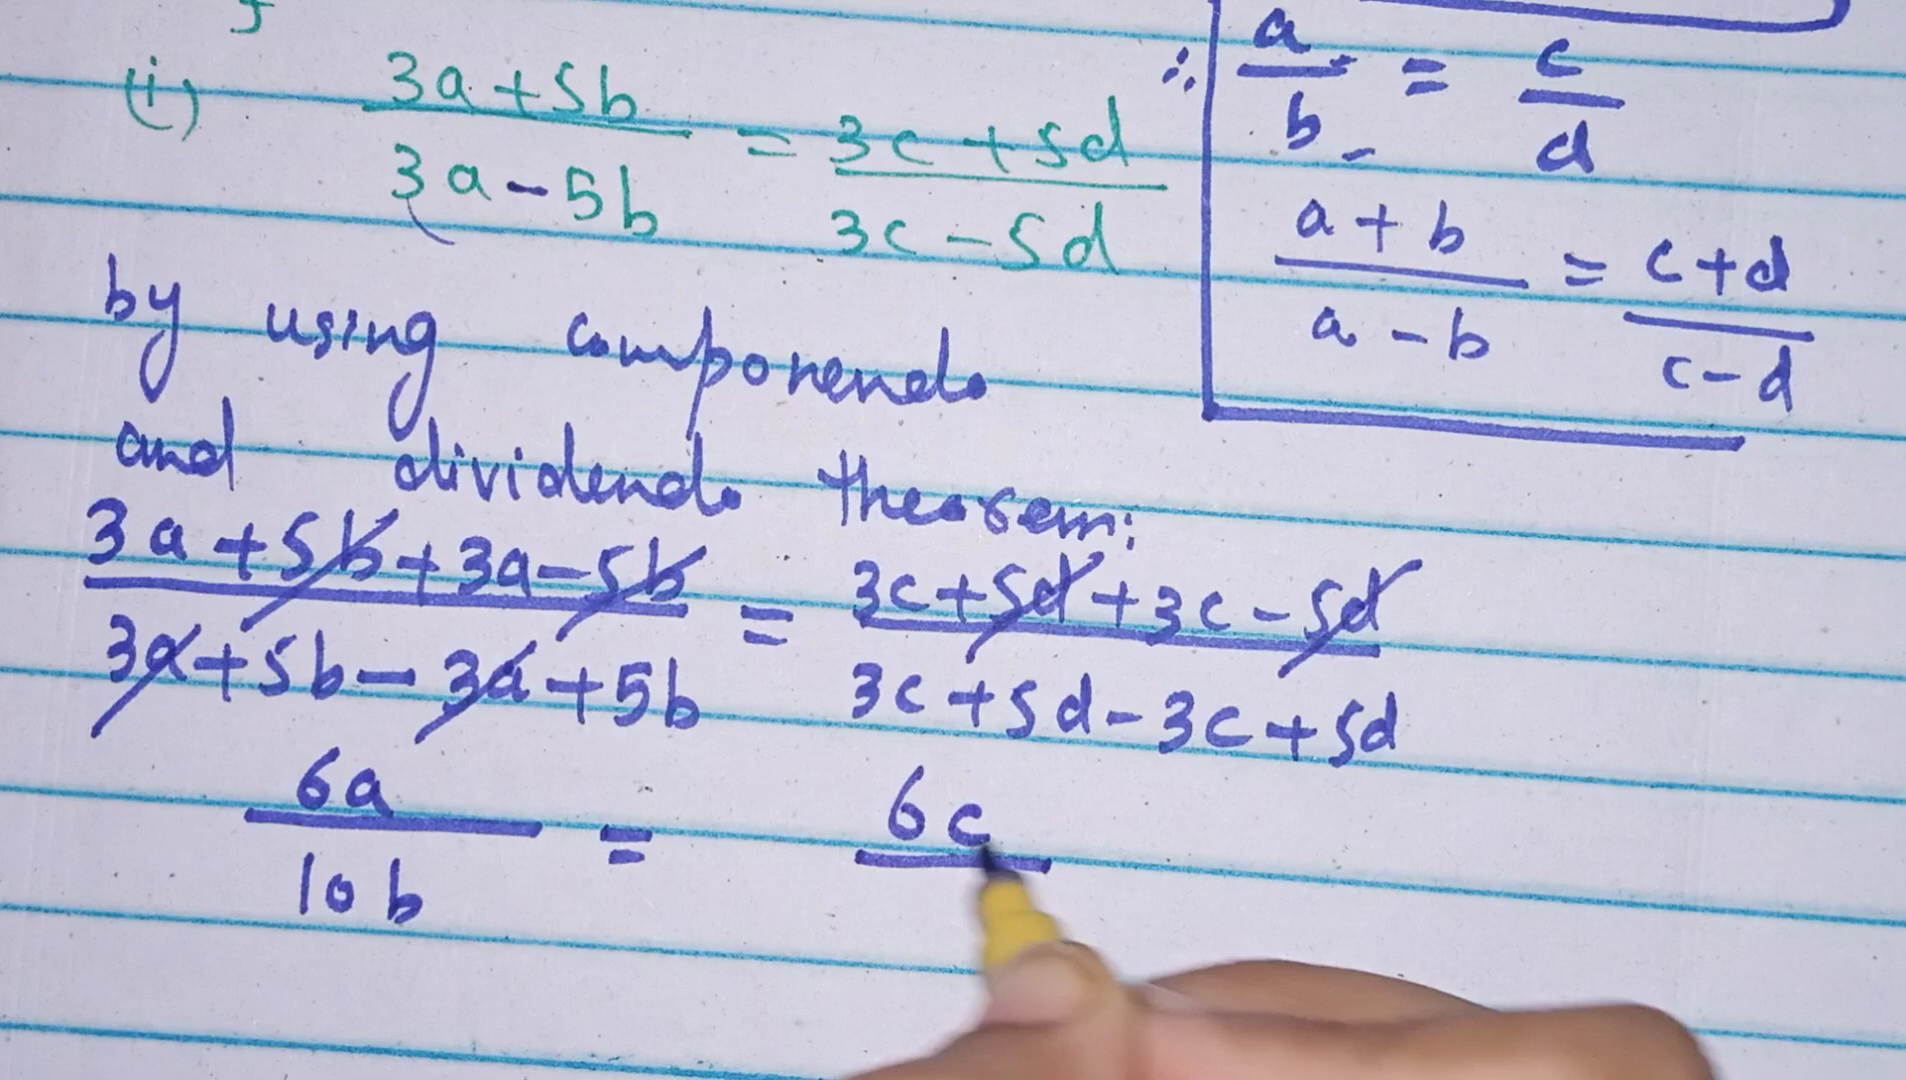 (i) 3a+5b / 3a-5b = 3c+5d / 3c-5d
∴ a/b = c/d
a+b / a-b = c+d / c-d
by using componendo
and dividendo theorem:
3a+5b+3a-5b / 3a+5b-3a+5b = 3c+5d+3c-5d / 3c+5d-3c+5d
6a / 10b = 6c